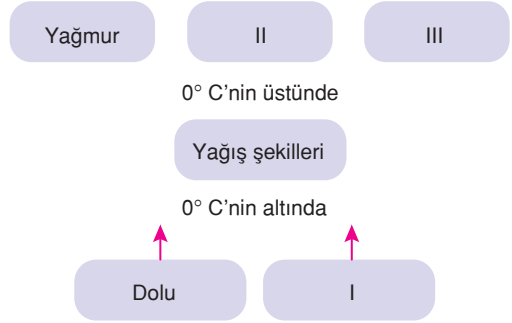 Yağmur
II
III
0° C’nin üstünde
Yağış şekilleri
0° C’nin altında
Dolu
I